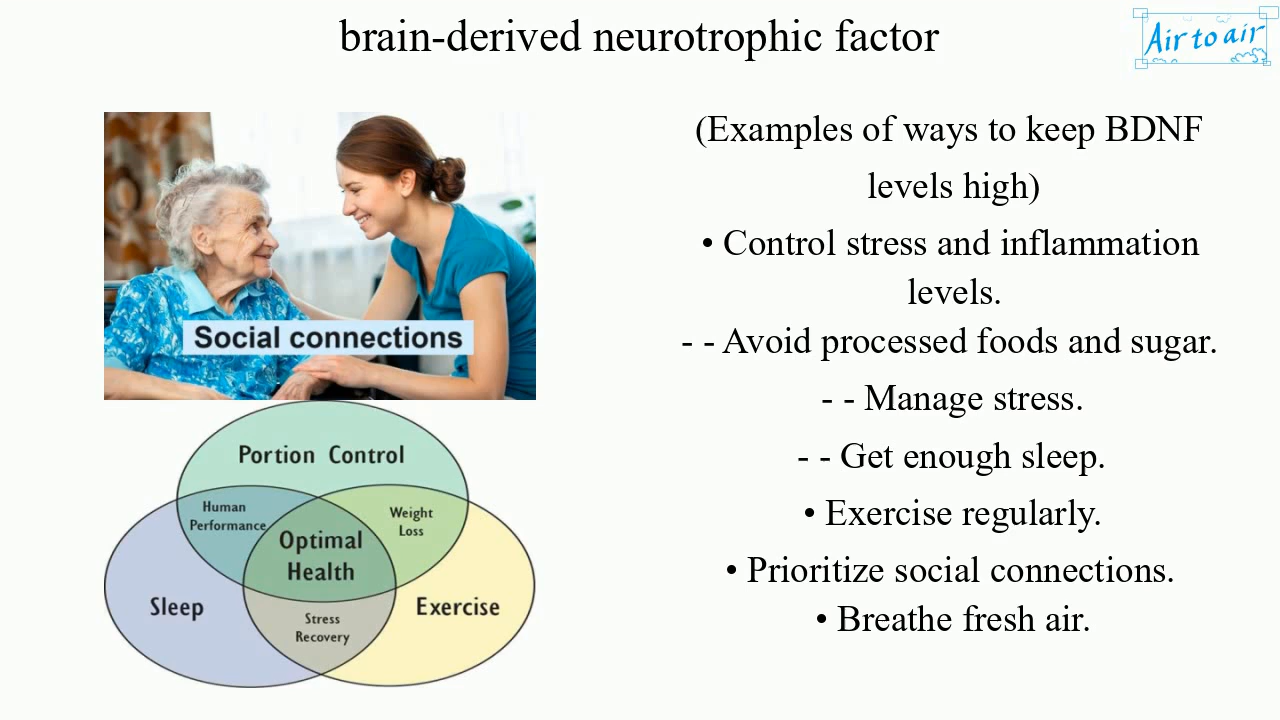 brain-derived neurotrophic factor
Air to air
Social connections
Portion Control
Human
Performance
Weight
Loss
Optimal
Health
Sleep
Exercise
Stress
Recovery
(Examples of ways to keep BDNF
levels high)
• Control stress and inflammation
levels.
- - Avoid processed foods and sugar.
- - Manage stress.
- - Get enough sleep.
• Exercise regularly.
• Prioritize social connections.
• Breathe fresh air.